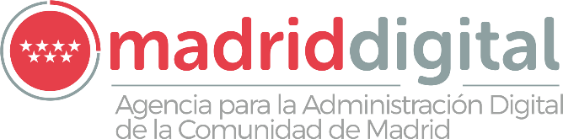 madriddigital
Agencia para la Administración Digital
de la Comunidad de Madrid